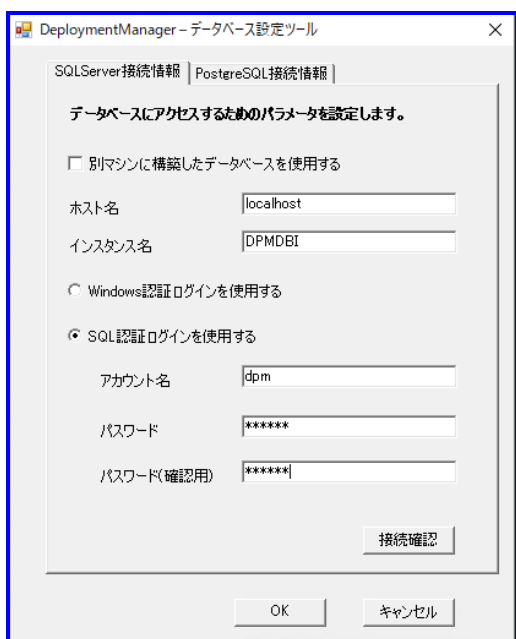 DeploymentManager – データベース設定ツール
SQLServer接続情報
PostgreSQL接続情報
データベースにアクセスするためのパラメータを設定します。
別マシンに構築したデータベースを使用する
ホスト名 localhost
インスタンス名 DPMDBI
Windows認証ログインを使用する
SQL認証ログインを使用する
アカウント名 dpm
パスワード ******
パスワード(確認用) ******
接続確認
OK キャンセル